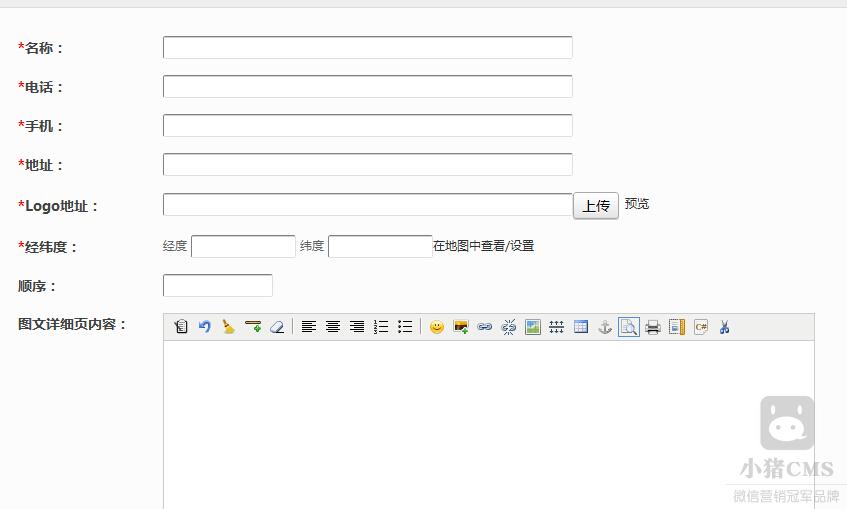 *名称：
*电话：
*手机：
*地址：
*Logo地址： 上传 预览
*经纬度： 经度 纬度 在地图中查看/设置
顺序：
图文详细页内容：
C#
小猪CMS
微信营销冠军品牌